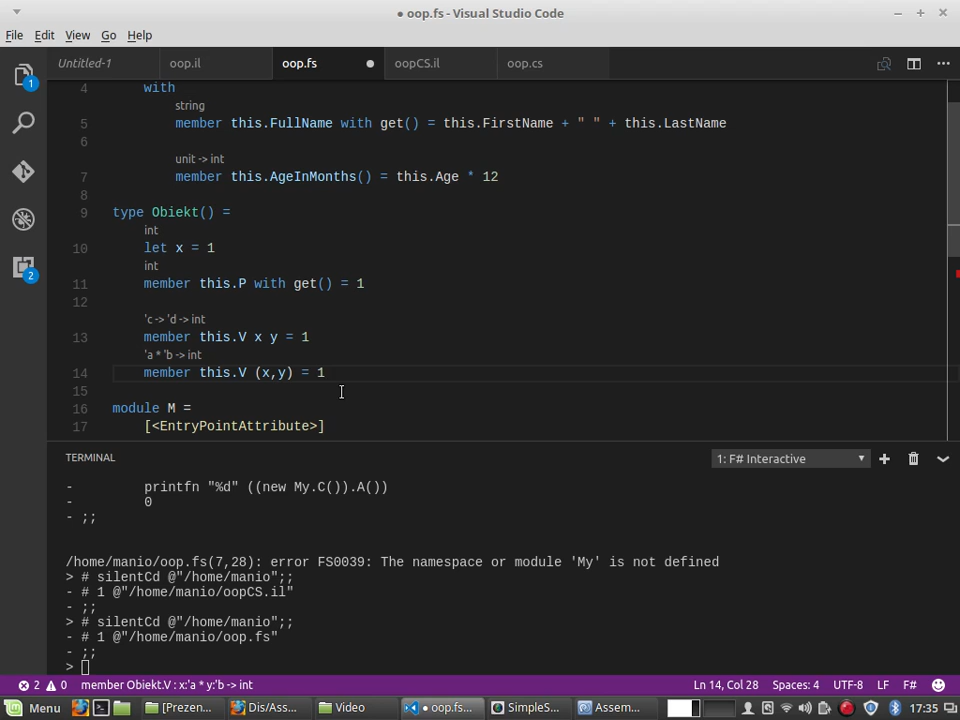 ● oop.fs - Visual Studio Code
File Edit View Go Help
Untitled-1 oop.il oop.fs oopCS.il oop.cs
4 with
string
5 member this.FullName with get() = this.FirstName + " " + this.LastName
6
unit -> int
7 member this.AgeInMonths() = this.Age * 12
8
9 type Obiekt() =
int
10 let x = 1
int
11 member this.P with get() = 1
12
'c -> 'd -> int
13 member this.V x y = 1
'a * 'b -> int
14 member this.V (x,y) = 1
15
16 module M =
17 [<EntryPointAttribute>]
1
2
TERMINAL
1: F# Interactive
- printfn "%d" ((new My.C()).A())
- 0
- ;;
/home/manio/oop.fs(7,28): error FS0039: The namespace or module 'My' is not defined
> # silentCd @"/home/manio";;
- # 1 @"/home/manio/oopCS.il"
- ;;
> # silentCd @"/home/manio";;
- # 1 @"/home/manio/oop.fs"
- ;;
>
2 0 member Obiekt.V : x:'a * y:'b -> int Ln 14, Col 28 Spaces: 4 UTF-8 LF F#
Menu [Prezen... Dis/Ass... Video ● oop.fs... SimpleS... Assem... 17:35